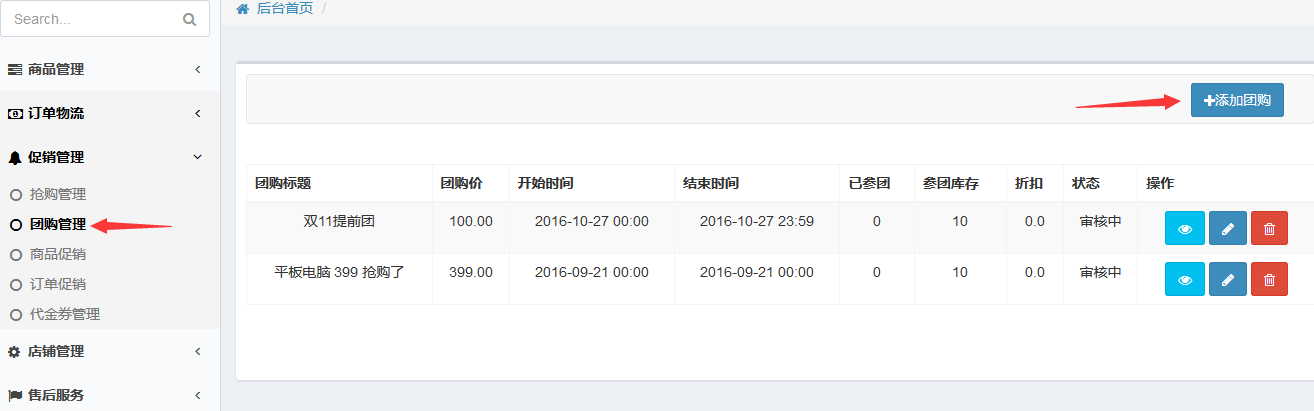 Search...
商品管理
订单物流
促销管理
抢购管理
团购管理
商品促销
订单促销
代金券管理
店铺管理
售后服务
后台首页 /
添加团购
团购标题 团购价 开始时间 结束时间 已参团 参团库存 折扣 状态 操作
双11提前团 100.00 2016-10-27 00:00 2016-10-27 23:59 0 10 0.0 审核中
平板电脑 399 抢购了 399.00 2016-09-21 00:00 2016-09-21 00:00 0 10 0.0 审核中